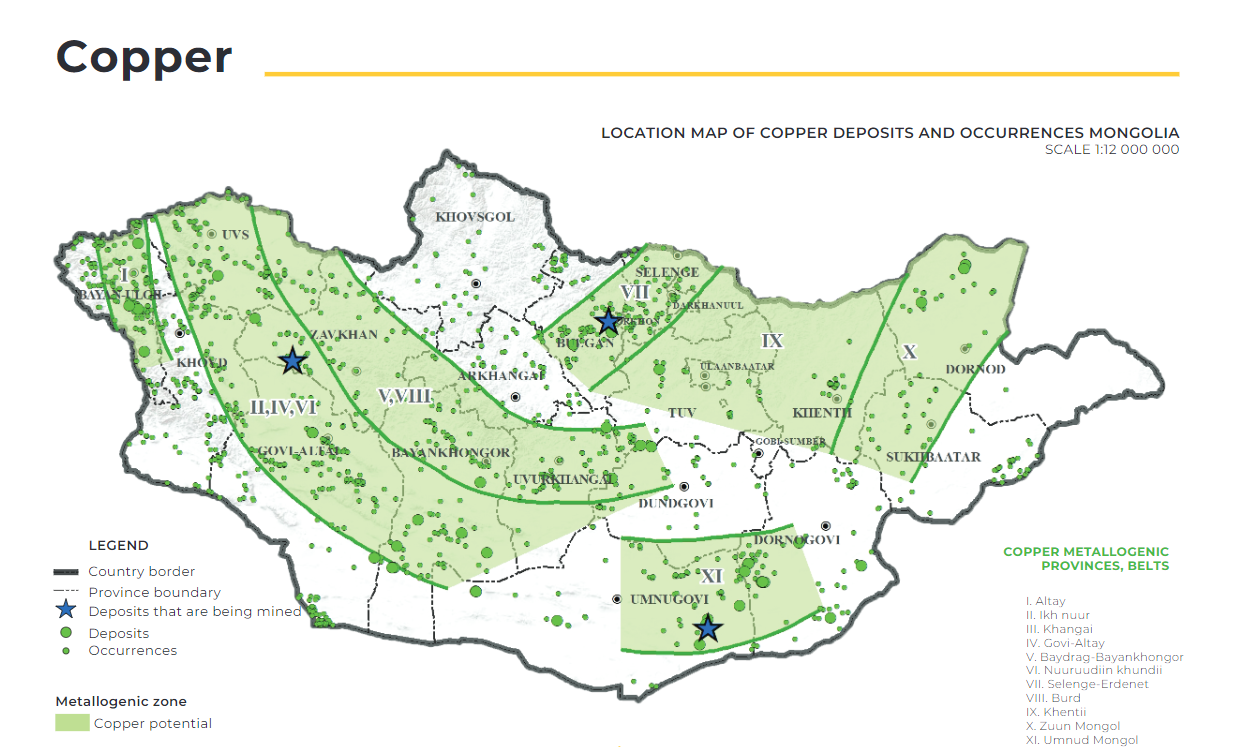 Copper
LOCATION MAP OF COPPER DEPOSITS AND OCCURRENCES MONGOLIA
SCALE 1:12 000 000
KHOVSGOL
UVS
SELENGE
I
VII
BAYAN-ULGII
DARKHANUUL
ORKHON
ZAVKHAN
BULGAN
IX
X
KHOVD
ULAANBAATAR
DORNOD
ARKHANGAI
V,VIII
II,IV,VI
TUV
KHENTII
GOBI-SUMBER
GOVI-ALTAI
BAYANKHONGOR
SUKHBAATAR
UVURKHANGAI
DUNDGOVI
DORNOGOVI
XI
UMNUGOVI
LEGEND
Country border
Province boundary
Deposits that are being mined
Deposits
Occurrences
Metallogenic zone
Copper potential
COPPER METALLOGENIC
PROVINCES, BELTS
I. Altay
II. Ikh nuur
III. Khangai
IV. Govi-Altay
V. Baydrag-Bayankhongor
VI. Nuuruudiin khundii
VII. Selenge-Erdenet
VIII. Burd
IX. Khentii
X. Zuun Mongol
XI. Umnud Mongol